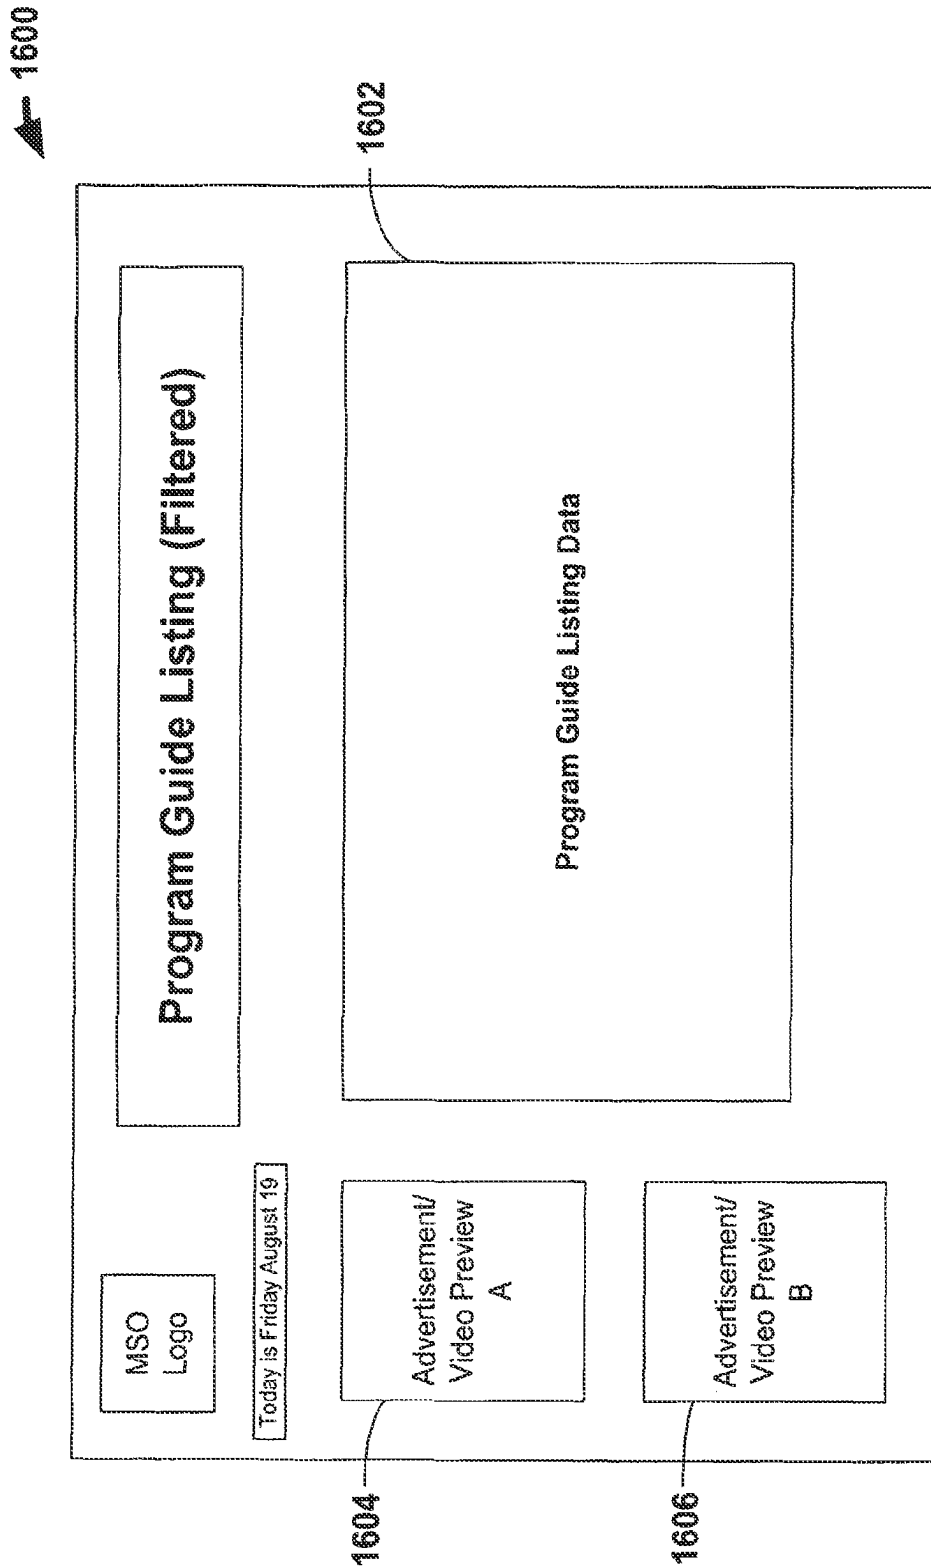 1600
MSO
Logo
Program Guide Listing (Filtered)
Today is Friday August 19
1602
1604
Advertisement/
Video Preview
A
Program Guide Listing Data
1606
Advertisement/
Video Preview
B